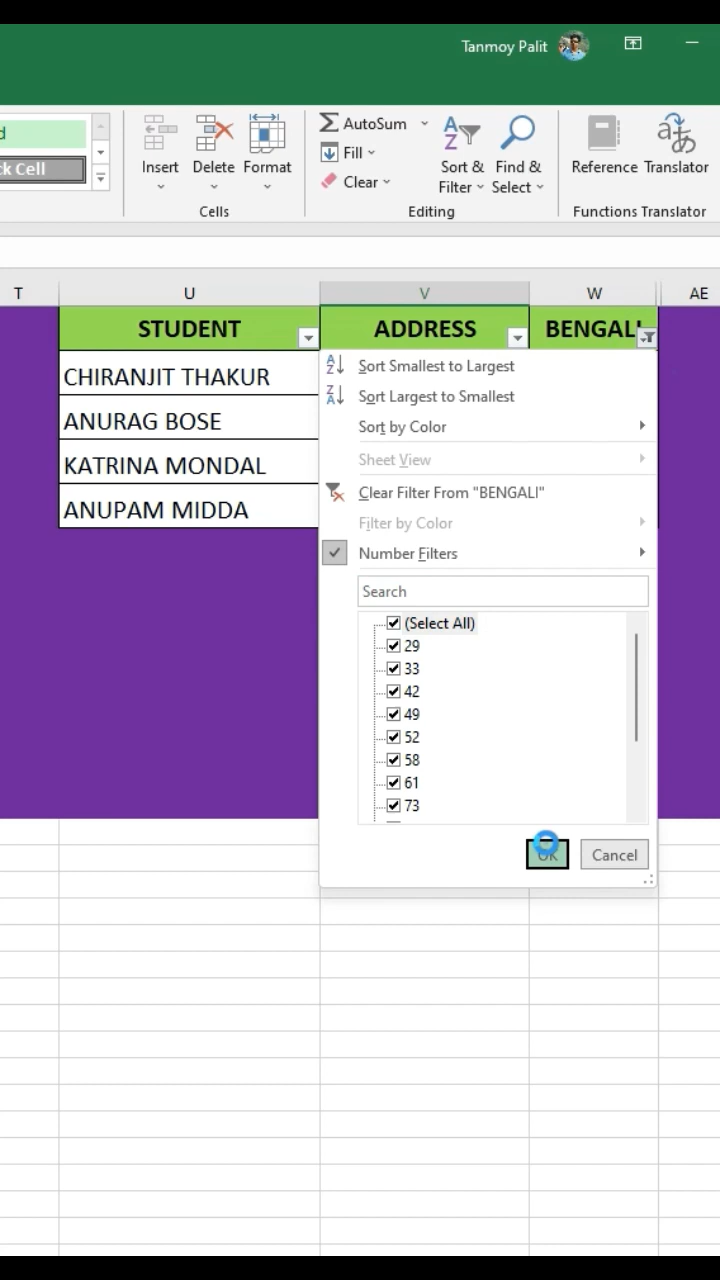 Tanmoy Palit
d
ck Cell
Insert
Delete
Format
Cells
AutoSum
Fill
Clear
Sort &
Filter
Find &
Select
Editing
Reference
Translator
Functions
Translator
T
U
V
W
AE
STUDENT
ADDRESS
BENGALI
CHIRANJIT THAKUR
ANURAG BOSE
KATRINA MONDAL
ANUPAM MIDDA
Sort Smallest to Largest
Sort Largest to Smallest
Sort by Color
Sheet View
Clear Filter From "BENGALI"
Filter by Color
Number Filters
Search
(Select All)
29
33
42
49
52
58
61
73
OK
Cancel